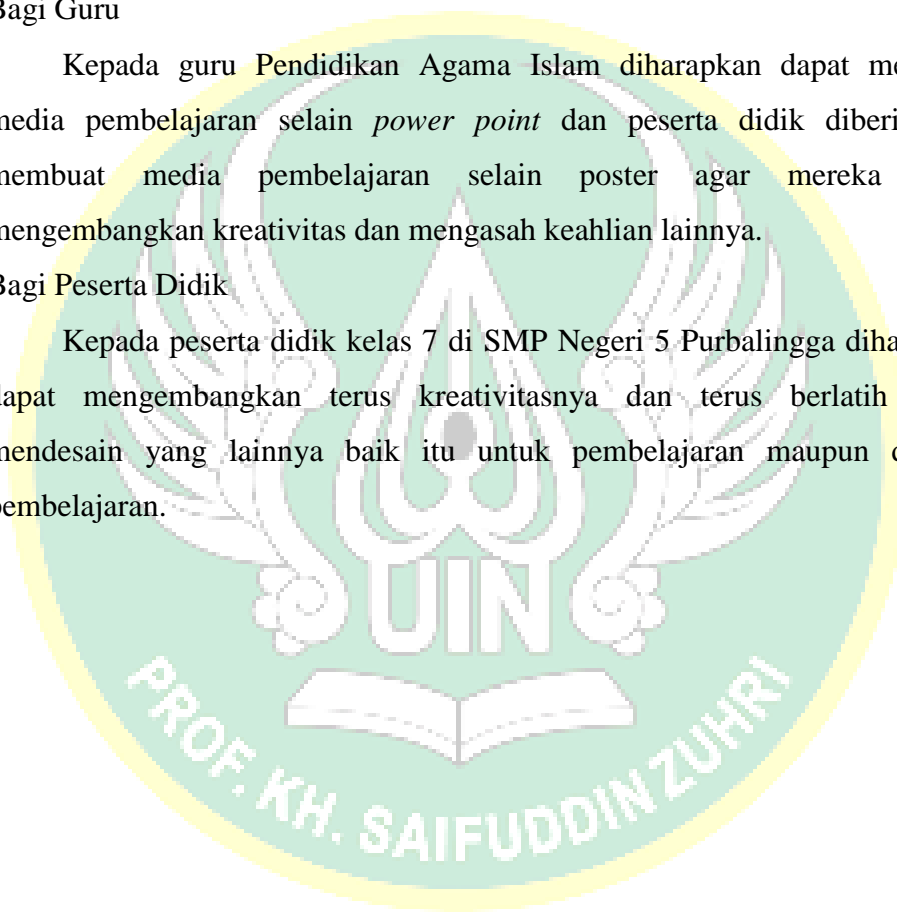 Bagi Guru
Kepada guru Pendidikan Agama Islam diharapkan dapat
media pembelajaran selain power point dan peserta didik
membuat media pembelajaran selain poster agar mereka
mengembangkan kreativitas dan mengasah keahlian lainnya.
Bagi Peserta Didik
Kepada peserta didik kelas 7 di SMP Negeri 5 Purbalingga
dapat mengembangkan terus kreativitasnya dan terus berlatih
mendesain yang lainnya baik itu untuk pembelajaran maupun
pembelajaran.
UIN
PROF. KH. SAIFUDDIN ZUHRI